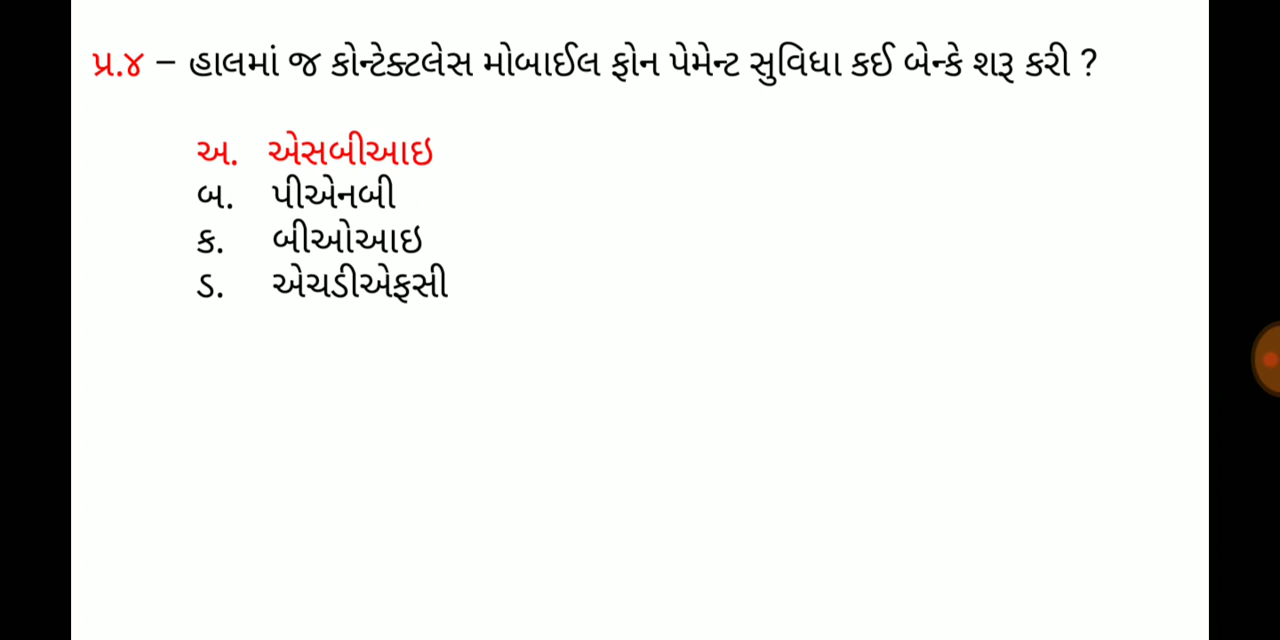 પ્ર.૪ – હાલમાં જ કોન્ટેક્ટલેસ મોબાઈલ ફોન પેમેન્ટ સુવિધા કઈ બેન્કે શરૂ કરી ?
અ. એસબીઆઇ
બ. પીએનબી
ક. બીઓઆઇ
ડ. એચડીએફસી